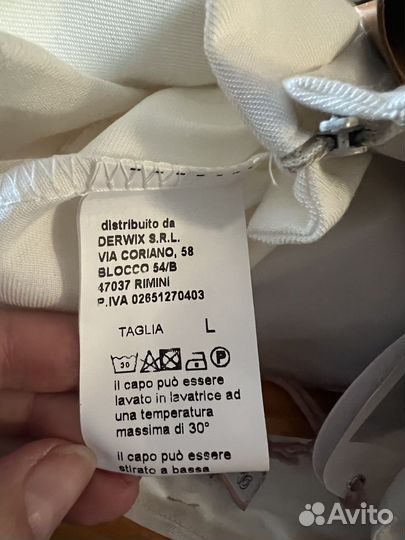 distribuito da
DERWIX S.R.L.
VIA CORIANO, 58
BLOCCO 54/B
47037 RIMINI
P.IVA 02651270403
TAGLIA L
30 P
il capo può essere
lavato in lavatrice ad
una temperatura
massima di 30°
il capo può essere
stirato a bassa
Avito